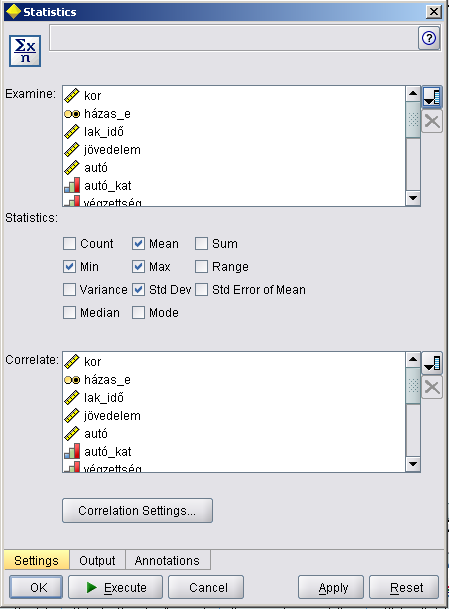 Statistics
Σx
n
?
Examine:
kor
házas_e
lak_idő
jövedelem
autó
autó_kat
végzettség
Statistics:
Count Mean Sum
Min Max Range
Variance Std Dev Std Error of Mean
Median Mode
Correlate:
kor
házas_e
lak_idő
jövedelem
autó
autó_kat
végzettség
Correlation Settings...
Settings Output Annotations
OK Execute Cancel Apply Reset